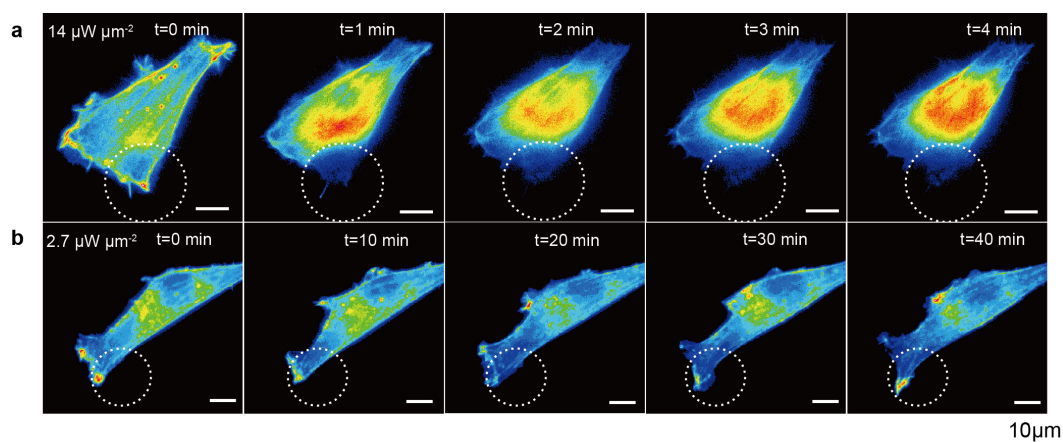 a
14 µW µm-2 t=0 min t=1 min t=2 min t=3 min t=4 min
b
2.7 µW µm-2 t=0 min t=10 min t=20 min t=30 min t=40 min
10µm